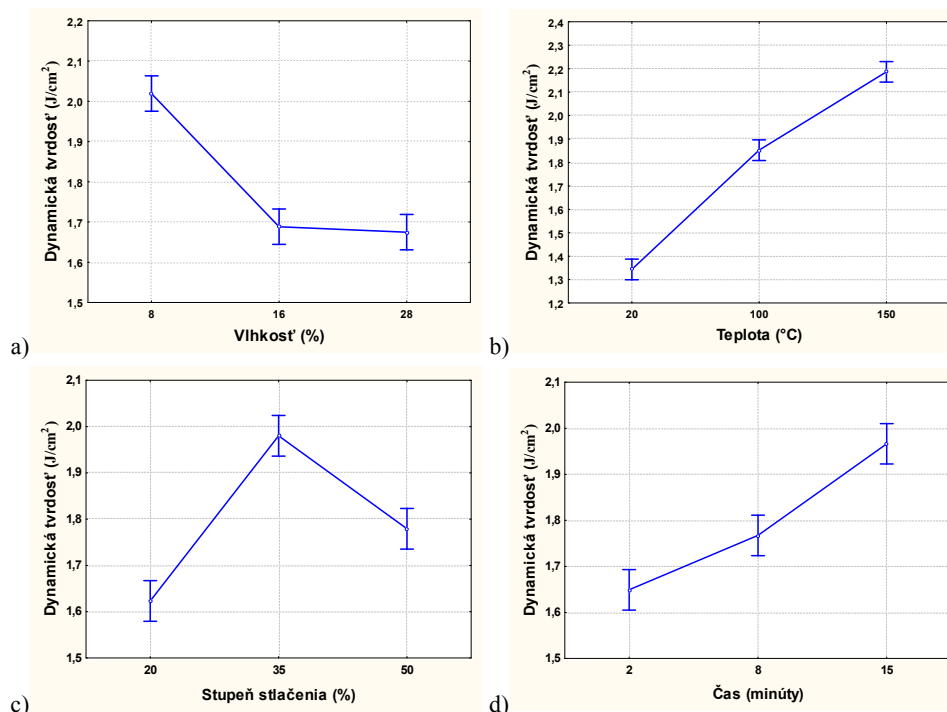 Dynamická tvrdosť (J/cm²)
2,2
2,1
2,0
1,9
1,8
1,7
1,6
1,5
8 16 28
Vlhkosť (%)
a)
Dynamická tvrdosť (J/cm²)
2,4
2,3
2,2
2,1
2,0
1,9
1,8
1,7
1,6
1,5
1,4
1,3
1,2
20 100 150
Teplota (°C)
b)
Dynamická tvrdosť (J/cm²)
2,1
2,0
1,9
1,8
1,7
1,6
1,5
20 35 50
Stupeň stlačenia (%)
c)
Dynamická tvrdosť (J/cm²)
2,1
2,0
1,9
1,8
1,7
1,6
1,5
2 8 15
Čas (minúty)
d)